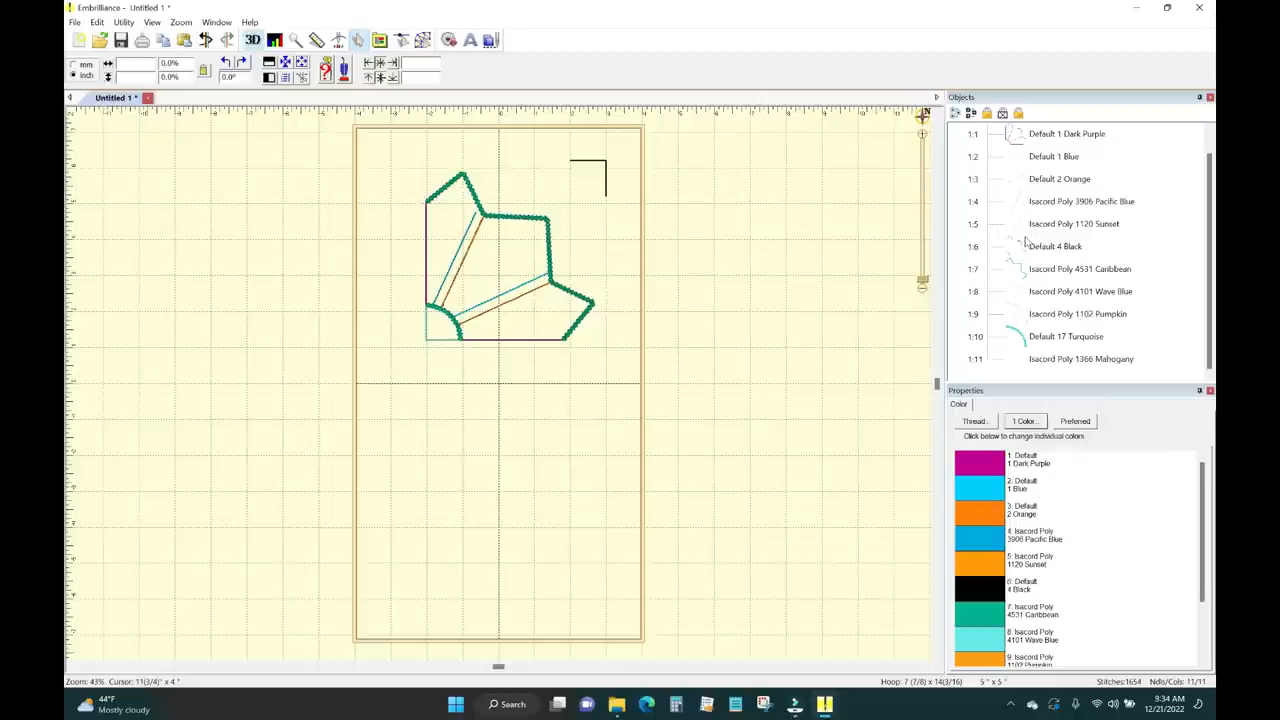 Embrilliance - Untitled 1 *
File Edit Utility View Zoom Window Help
3D
mm
inch
0.0%
0.0%
0.0°
Untitled 1 *
Objects
1:1 Default 1 Dark Purple
1:2 Default 1 Blue
1:3 Default 2 Orange
1:4 Isacord Poly 3906 Pacific Blue
1:5 Isacord Poly 1120 Sunset
1:6 Default 4 Black
1:7 Isacord Poly 4531 Caribbean
1:8 Isacord Poly 4101 Wave Blue
1:9 Isacord Poly 1102 Pumpkin
1:10 Default 17 Turquoise
1:11 Isacord Poly 1366 Mahogany
Properties
Color
Thread... 1 Color... Preferred
Click below to change individual colors
1: Default
1 Dark Purple
2: Default
1 Blue
3: Default
2 Orange
4: Isacord Poly
3906 Pacific Blue
5: Isacord Poly
1120 Sunset
6: Default
4 Black
7: Isacord Poly
4531 Caribbean
8: Isacord Poly
4101 Wave Blue
9: Isacord Poly
1102 Pumpkin
Zoom: 43% Cursor: 11(3/4)" x 4 " Hoop: 7 (7/8) x 14(3/16) 5 " x 5 " Stitches:1654 Ndls/Cols: 11/11
44°F
Mostly cloudy
Search
9:34 AM
12/21/2022